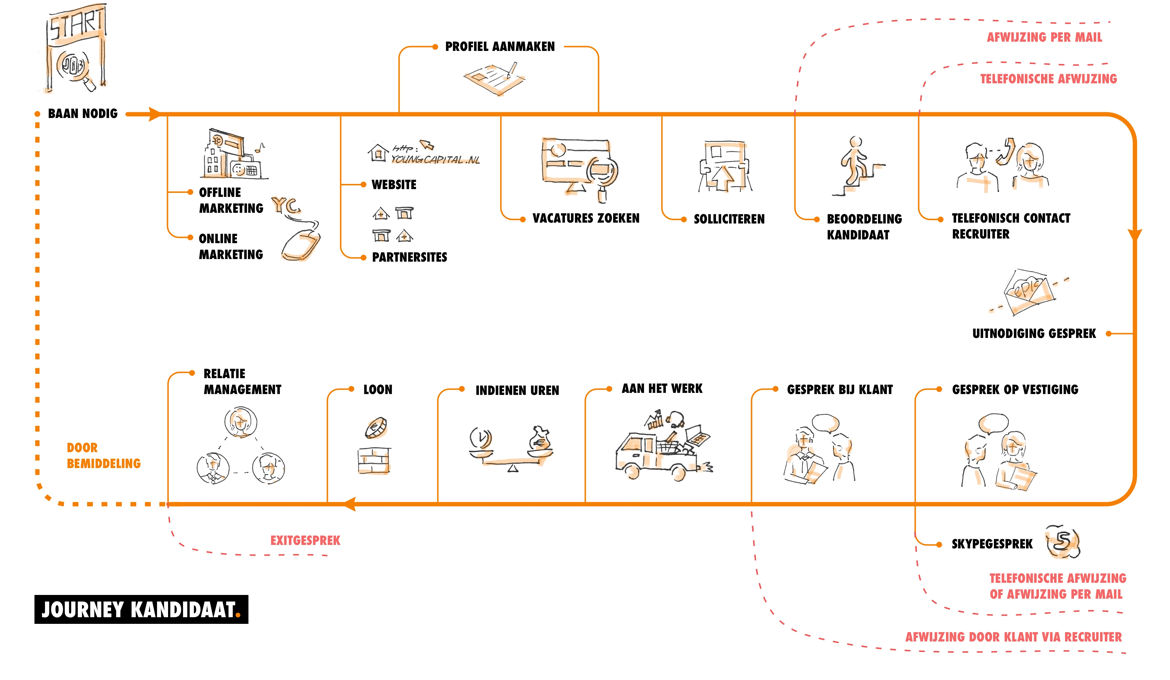 START
JOB
BAAN NODIG
PROFIEL AANMAKEN
AFWIJZING PER MAIL
TELEFONISCHE AFWIJZING
OFFLINE
MARKETING
YC.
ONLINE
MARKETING
http:
YOUNGCAPITAL.NL
WEBSITE
PARTNERSITES
VACATURES ZOEKEN
SOLLICITEREN
BEOORDELING
KANDIDAAT
TELEFONISCH CONTACT
RECRUITER
epic
UITNODIGING GESPREK
RELATIE
MANAGEMENT
LOON
INDIENEN UREN
AAN HET WERK
GESPREK BIJ KLANT
GESPREK OP VESTIGING
DOOR
BEMIDDELING
EXITGESPREK
SKYPEGESPREK
S
TELEFONISCHE AFWIJZING
OF AFWIJZING PER MAIL
AFWIJZING DOOR KLANT VIA RECRUITER
JOURNEY KANDIDAAT.